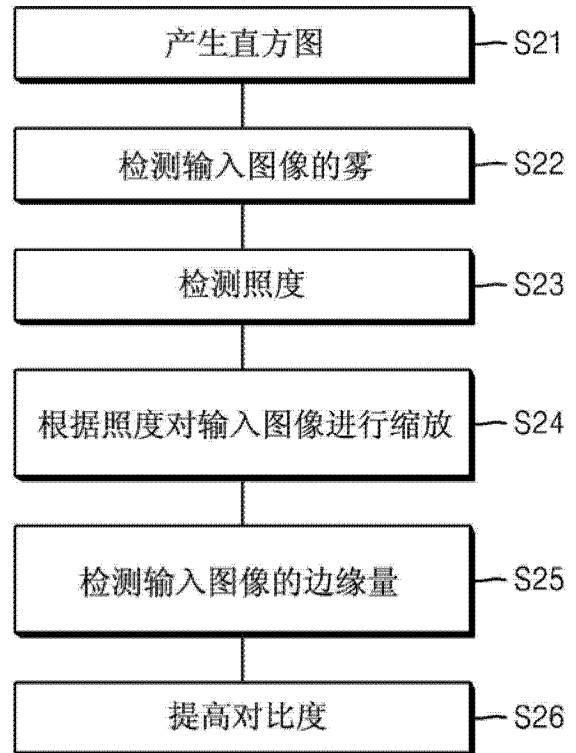 产生直方图 S21
检测输入图像的雾 S22
检测照度 S23
根据照度对输入图像进行缩放 S24
检测输入图像的边缘量 S25
提高对比度 S26